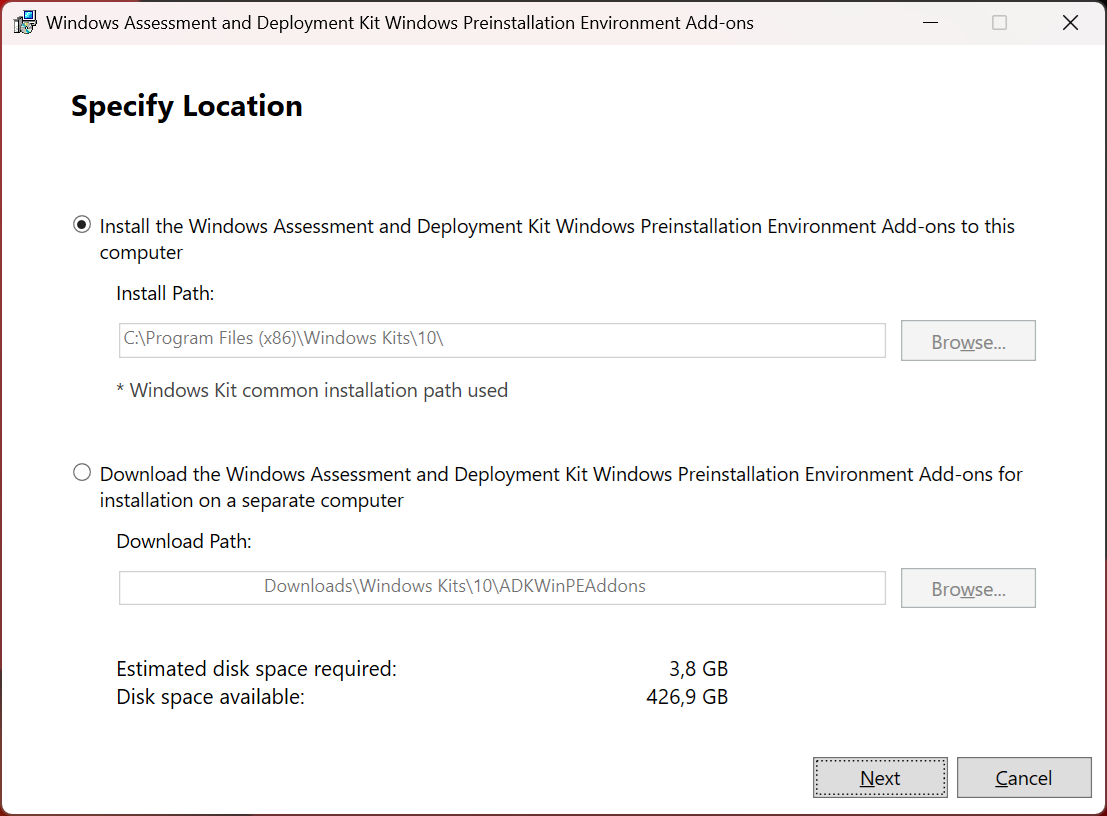 Windows Assessment and Deployment Kit Windows Preinstallation Environment Add-ons
Specify Location
Install the Windows Assessment and Deployment Kit Windows Preinstallation Environment Add-ons to this
computer
Install Path:
C:\Program Files (x86)\Windows Kits\10\
Browse...
* Windows Kit common installation path used
Download the Windows Assessment and Deployment Kit Windows Preinstallation Environment Add-ons for
installation on a separate computer
Download Path:
Downloads\Windows Kits\10\ADKWinPEAddons
Browse...
Estimated disk space required: 3,8 GB
Disk space available: 426,9 GB
Next Cancel